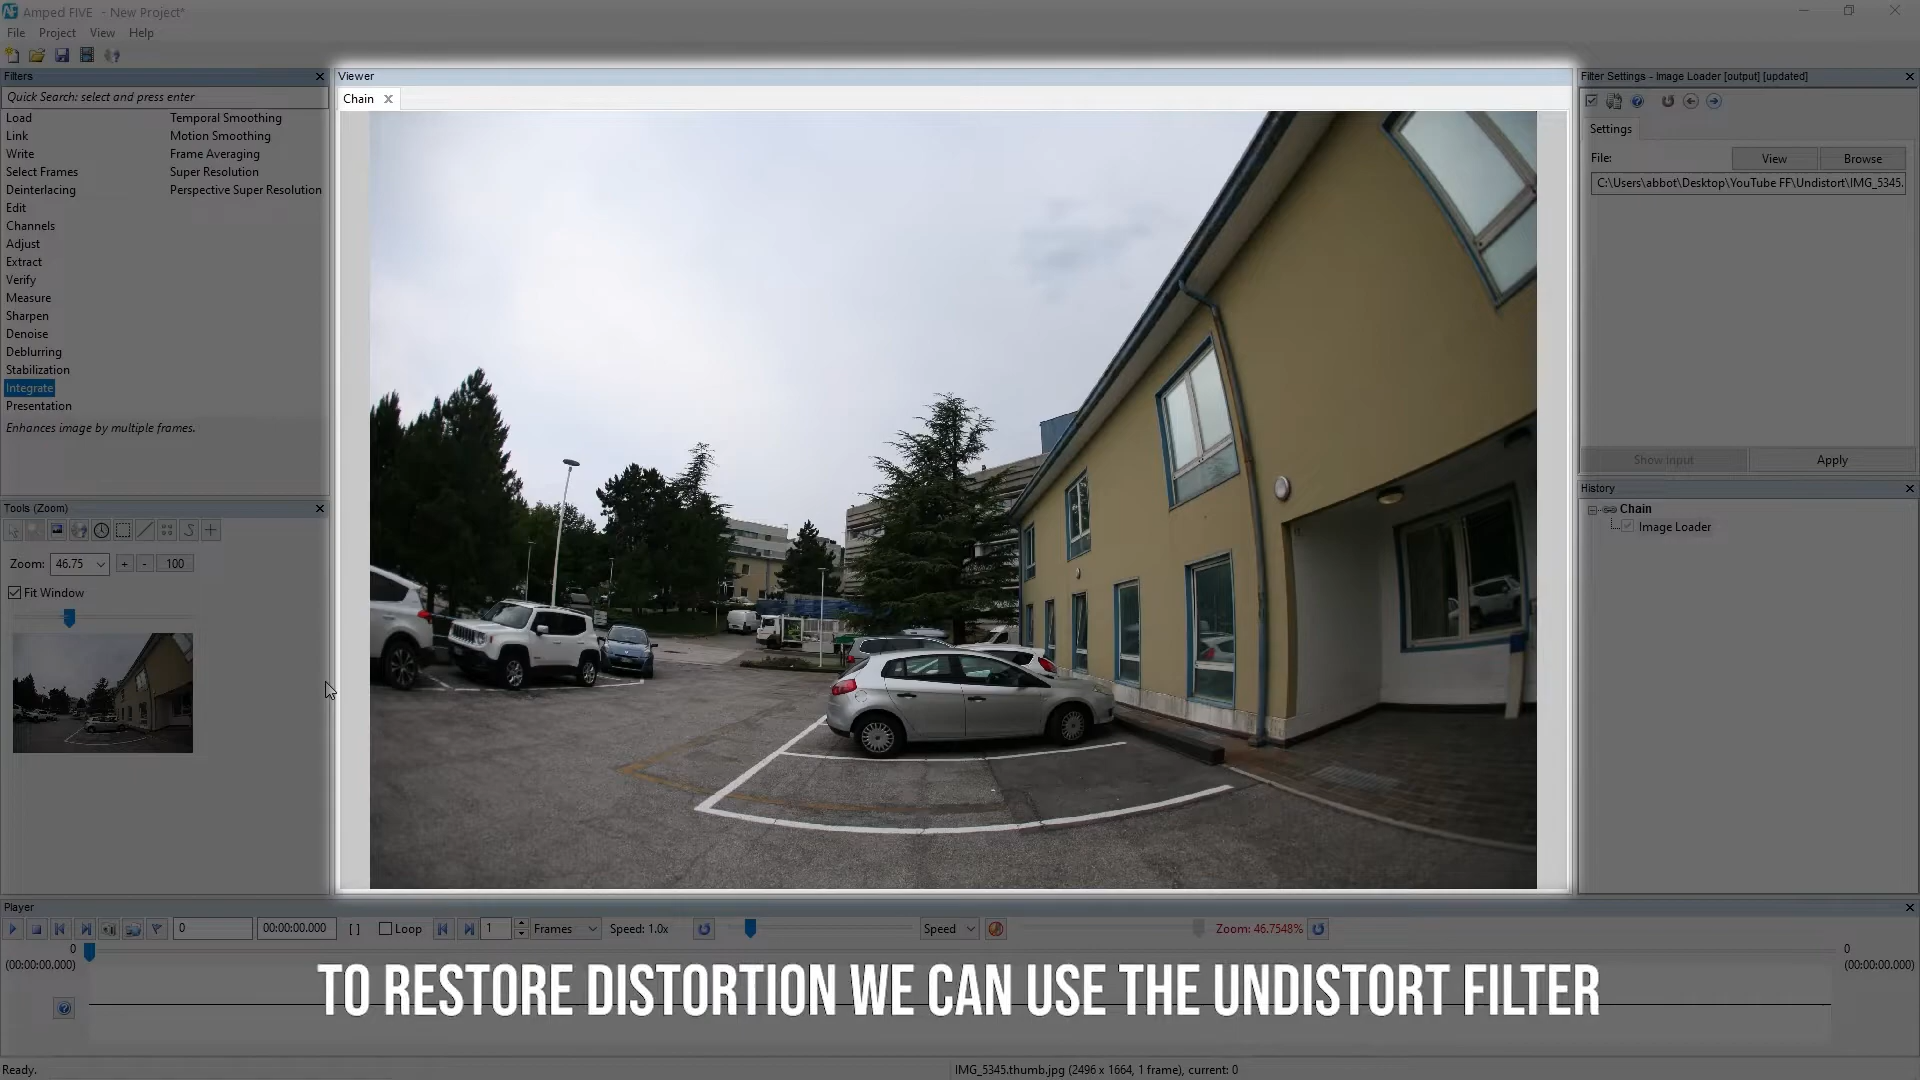 Amped FIVE - New Project*
File Project View Help
Filters
Quick Search: select and press enter
Load
Link
Write
Select Frames
Deinterlacing
Edit
Channels
Adjust
Extract
Verify
Measure
Sharpen
Denoise
Deblurring
Stabilization
Integrate
Presentation
Temporal Smoothing
Motion Smoothing
Frame Averaging
Super Resolution
Perspective Super Resolution
Enhances image by multiple frames.
Tools (Zoom)
Zoom: 46.75 + - 100
Fit Window
Viewer
Chain
Filter Settings - Image Loader [output] [updated]
Settings
File: View Browse
C:\Users\abbot\Desktop\YouTube FF\Undistort\IMG_5345.
Show Input Apply
History
Chain
Image Loader
Player
0 00:00:00.000 [ ] Loop 1 Frames Speed: 1.0x Speed Zoom: 46.7548%
0
(00:00:00.000)
0
(00:00:00.000)
TO RESTORE DISTORTION WE CAN USE THE UNDISTORT FILTER
Ready.
IMG_5345.thumb.jpg (2496 x 1664, 1 frame), current: 0